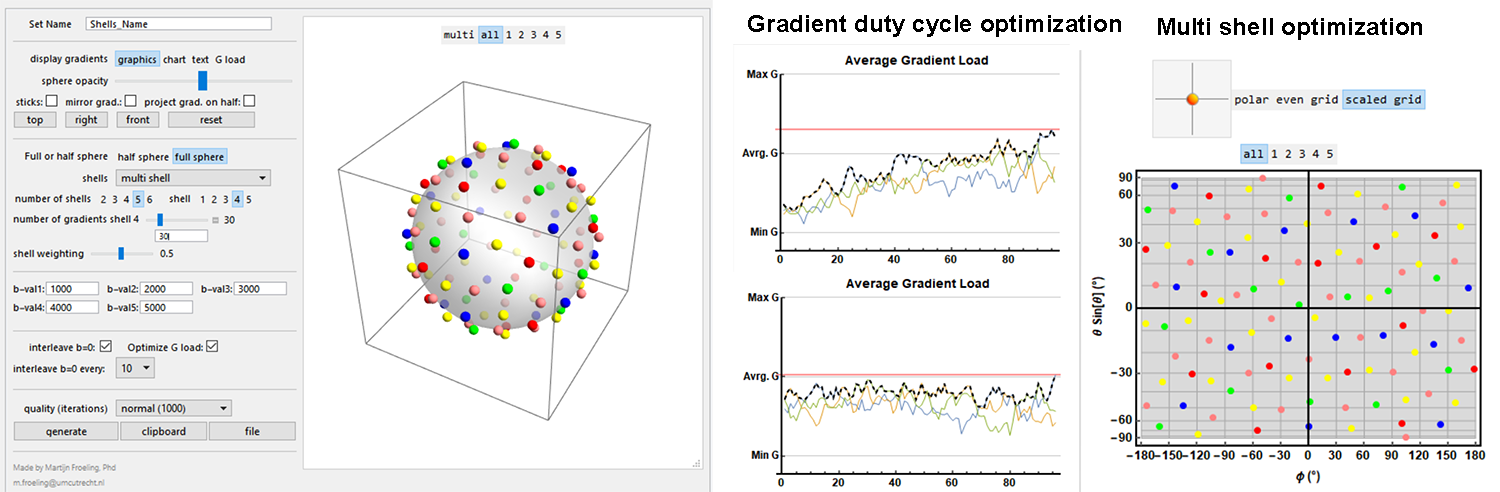 Set Name Shells_Name
display gradients graphics chart text G load
sphere opacity
sticks: mirror grad.: project grad. on half:
top right front reset
Full or half sphere half sphere full sphere
shells multi shell
number of shells 2 3 4 5 6 shell 1 2 3 4 5
number of gradients shell 4 30
30
shell weighting 0.5
b-val1: 1000 b-val2: 2000 b-val3: 3000
b-val4: 4000 b-val5: 5000
interleave b=0: Optimize G load:
interleave b=0 every: 10
quality (iterations) normal (1000)
generate clipboard file
Made by Martijn Froeling, Phd
m.froeling@umcutrecht.nl
multi all 1 2 3 4 5
Gradient duty cycle optimization
Average Gradient Load
Max G
Avrg. G
Min G
0 20 40 60 80
Average Gradient Load
Max G
Avrg. G
Min G
0 20 40 60 80
Multi shell optimization
polar even grid scaled grid
all 1 2 3 4 5
θ Sin[θ] (°)
90
60
30
0
-30
-60
-90
-180 -150 -120 -90 -60 -30 0 30 60 90 120 150 180
ϕ (°)